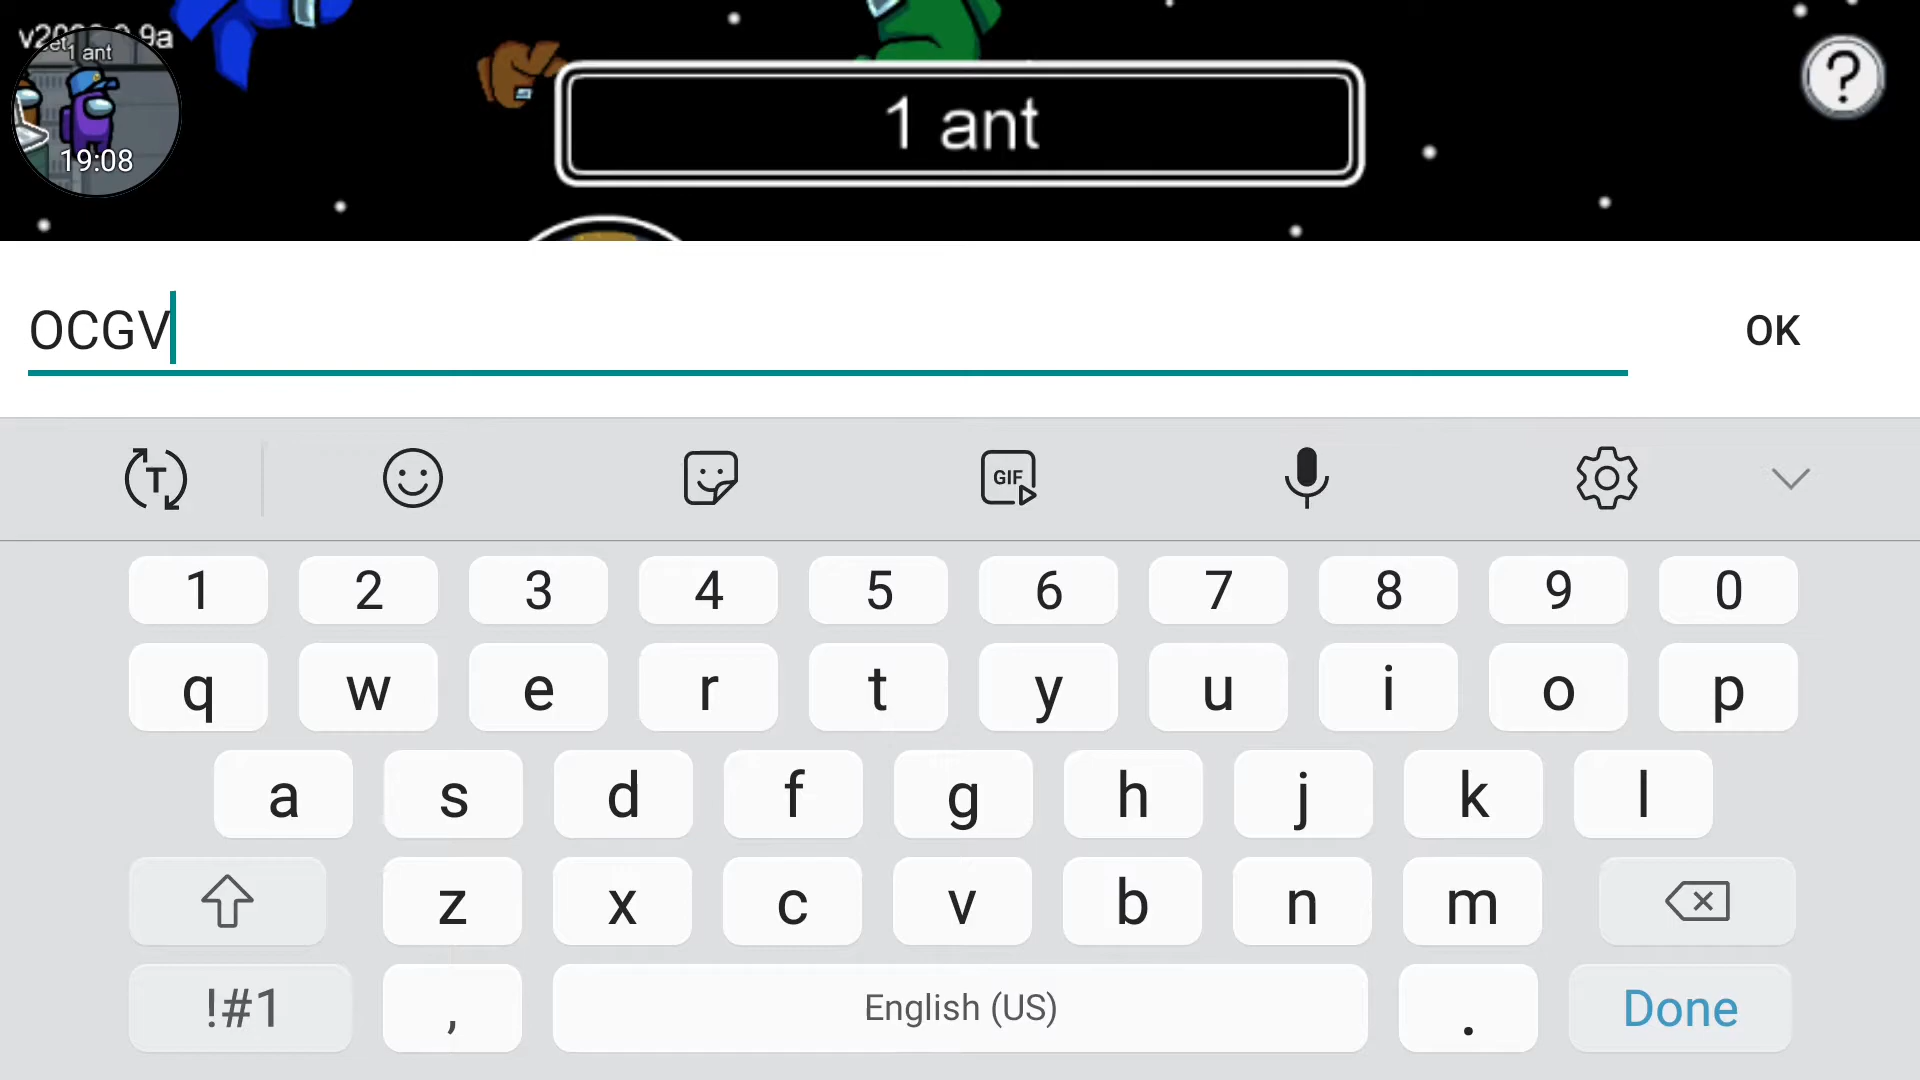 1 ant
1 ant
19:08
OCGV
OK
T
GIF
1 2 3 4 5 6 7 8 9 0
q w e r t y u i o p
a s d f g h j k l
z x c v b n m
!#1 , English (US) . Done